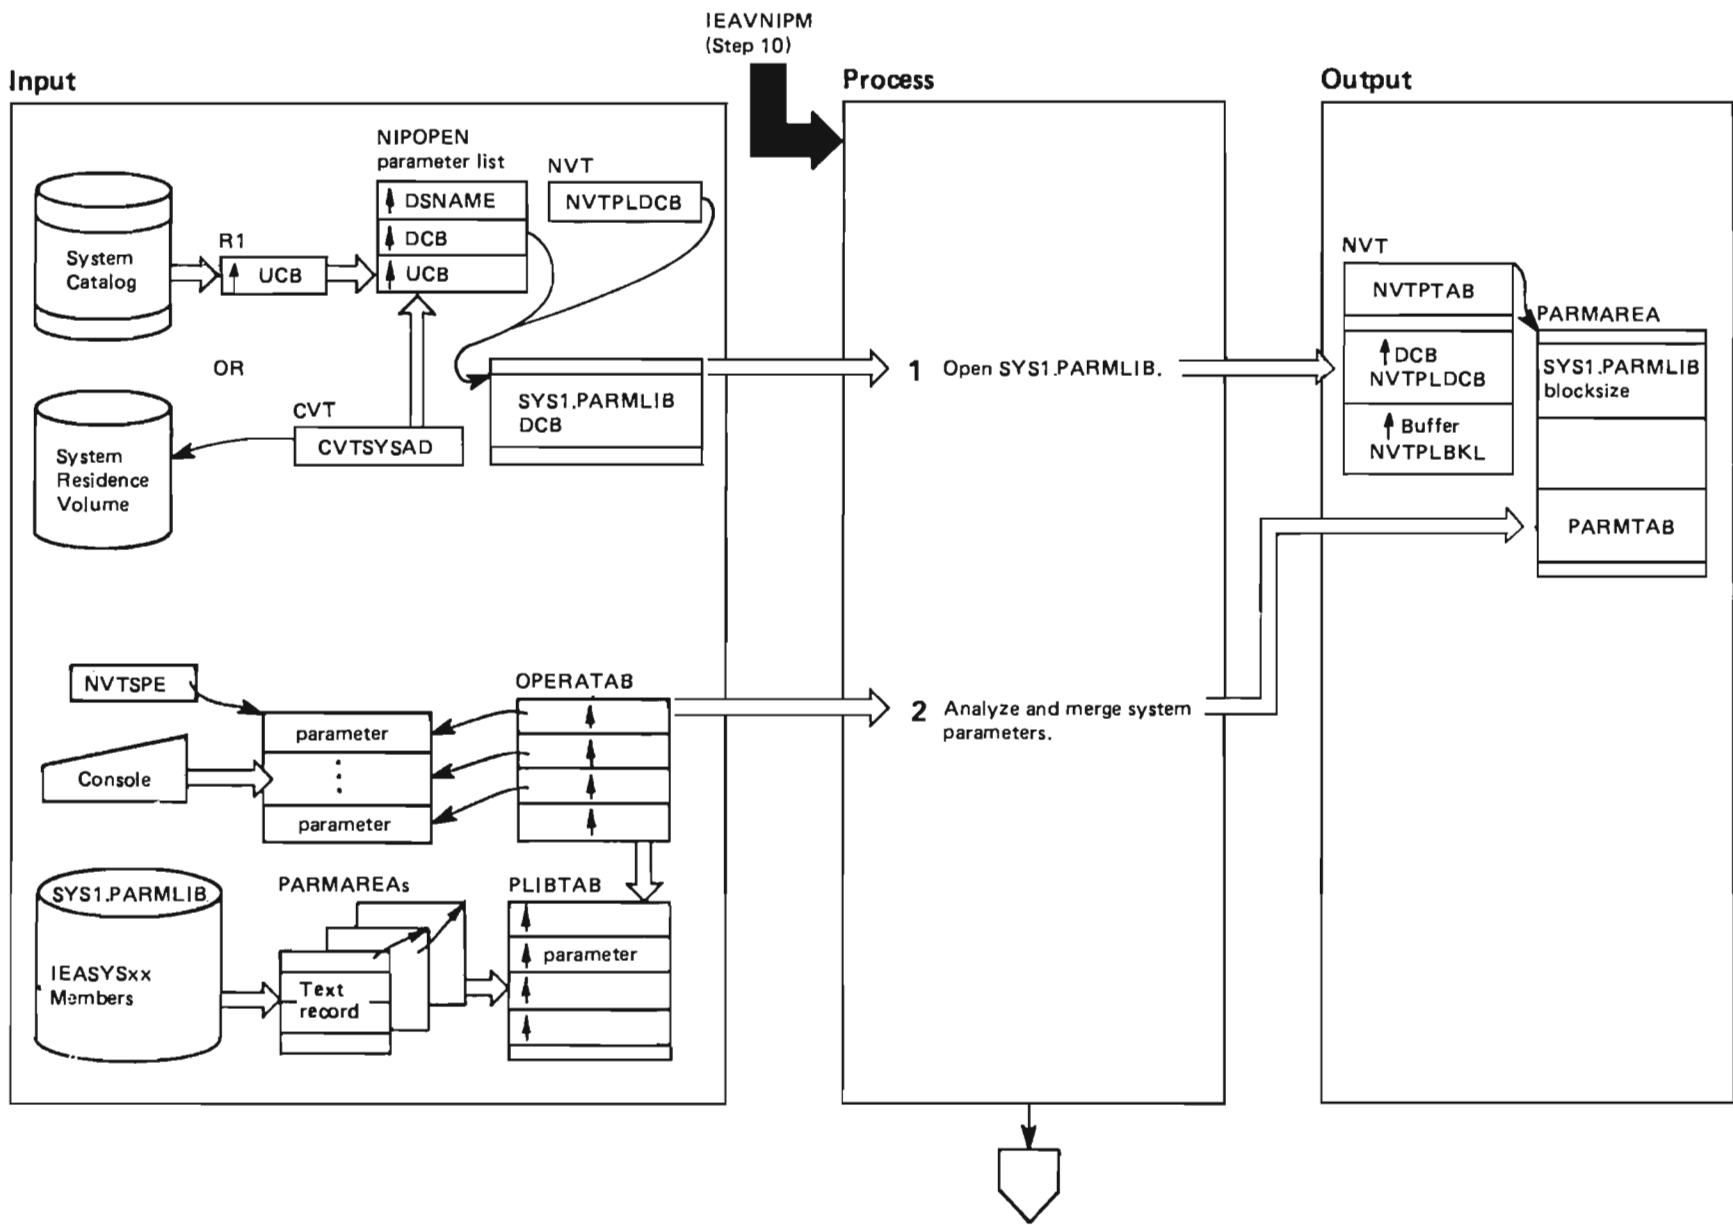 IEAVNIPM
(Step 10)
Input
Process
Output
NIPOPEN
parameter list
NVT
DSNAME
NVTPLDCB
DCB
R1
UCB
UCB
System
Catalog
OR
CVT
CVTSYSAD
SYS1.PARMLIB
DCB
System
Residence
Volume
1 Open SYS1.PARMLIB.
NVT
NVTPTAB
DCB
NVTPLDCB
Buffer
NVTPLBKL
PARMAREA
SYS1.PARMLIB
blocksize
PARMTAB
NVTSPE
OPERATAB
parameter
Console
parameter
2 Analyze and merge system
parameters.
SYS1.PARMLIB
IEASYSxx
Members
PARMAREAs
Text
record
PLIBTAB
parameter